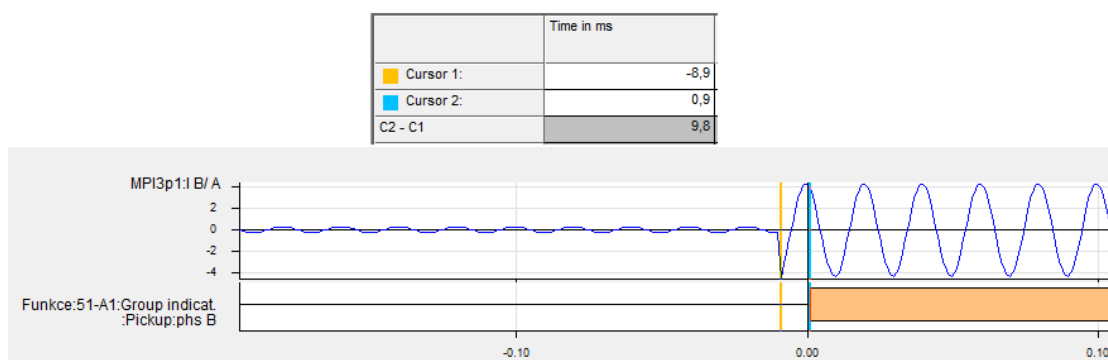 Time in ms
Cursor 1: -8,9
Cursor 2: 0,9
C2 - C1 9,8
MPI3p1:I B/ A
2
0
-2
-4
Funkce:51-A1:Group indicat.
:Pickup:phs B
-0.10 0.00 0.10